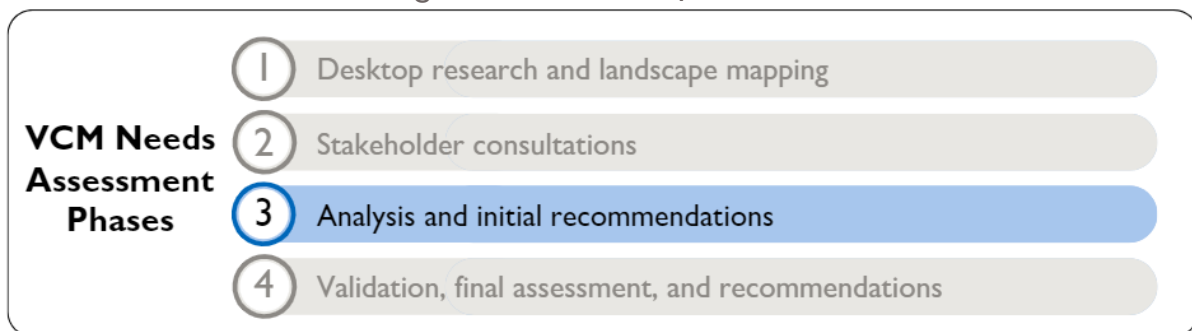 VCM Needs
Assessment
Phases
1 Desktop research and landscape mapping
2 Stakeholder consultations
3 Analysis and initial recommendations
4 Validation, final assessment, and recommendations